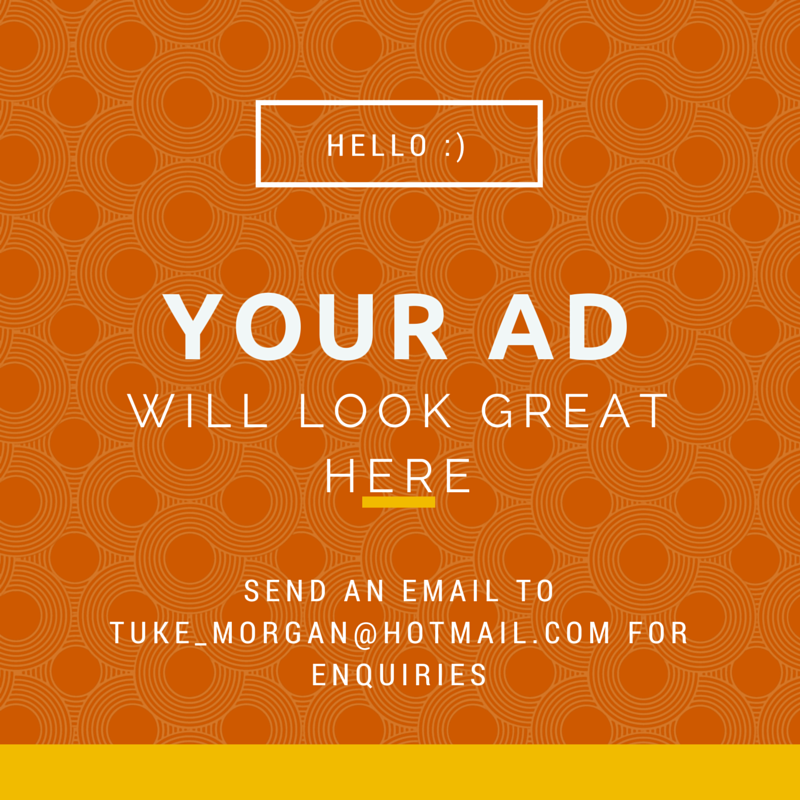 HELLO :)
YOUR AD
WILL LOOK GREAT
HERE
SEND AN EMAIL TO
TUKE_MORGAN@HOTMAIL.COM FOR
ENQUIRIES